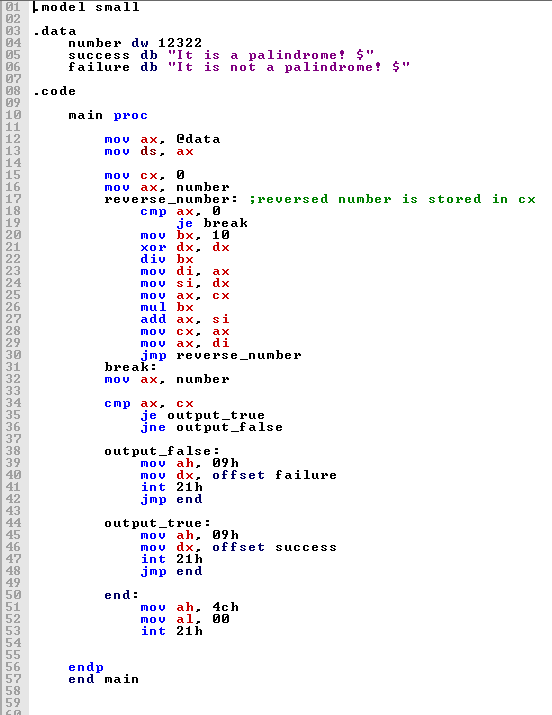 01 .model small
02
03 .data
04     number dw 12322
05     success db "It is a palindrome! $"
06     failure db "It is not a palindrome! $"
07
08 .code
09
10     main proc
11
12         mov ax, @data
13         mov ds, ax
14
15         mov cx, 0
16         mov ax, number
17         reverse_number: ;reversed number is stored in cx
18             cmp ax, 0
19                 je break
20             mov bx, 10
21             xor dx, dx
22             div bx
23             mov di, ax
24             mov si, dx
25             mov ax, cx
26             mul bx
27             add ax, si
28             mov cx, ax
29             mov ax, di
30             jmp reverse_number
31         break:
32         mov ax, number
33
34         cmp ax, cx
35             je output_true
36             jne output_false
37
38         output_false:
39             mov ah, 09h
40             mov dx, offset failure
41             int 21h
42             jmp end
43
44         output_true:
45             mov ah, 09h
46             mov dx, offset success
47             int 21h
48             jmp end
49
50         end:
51             mov ah, 4ch
52             mov al, 00
53             int 21h
54
55
56     endp
57     end main
58
59
60